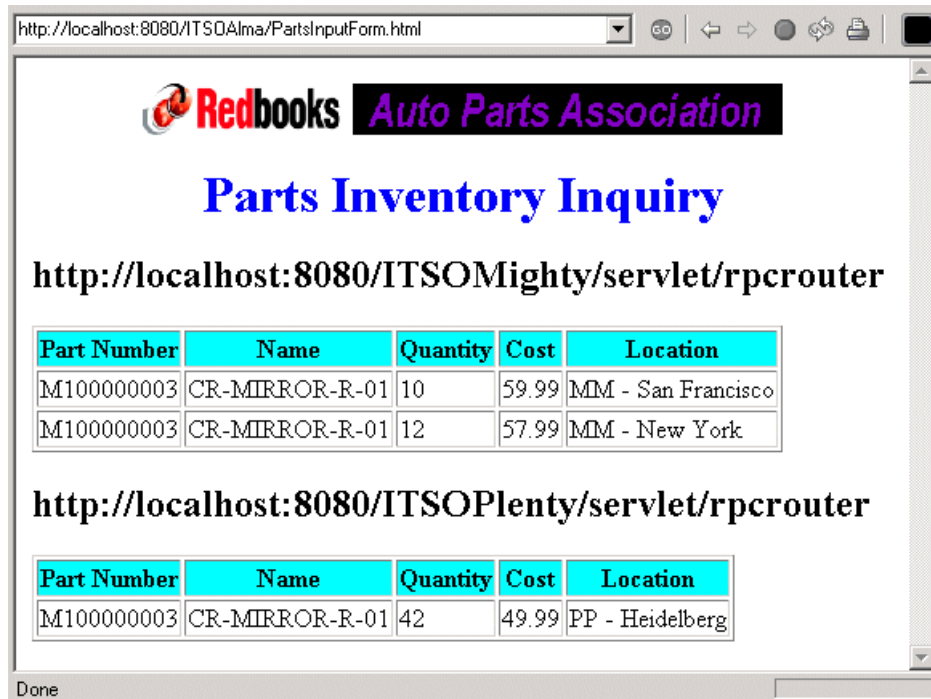 http://localhost:8080/ITSOAlma/PartsInputForm.html GO
Redbooks Auto Parts Association
Parts Inventory Inquiry
http://localhost:8080/ITSOMighty/servlet/rpcrouter
Part Number Name Quantity Cost Location
M100000003 CR-MIRROR-R-01 10 59.99 MM - San Francisco
M100000003 CR-MIRROR-R-01 12 57.99 MM - New York
http://localhost:8080/ITSOPlenty/servlet/rpcrouter
Part Number Name Quantity Cost Location
M100000003 CR-MIRROR-R-01 42 49.99 PP - Heidelberg
Done